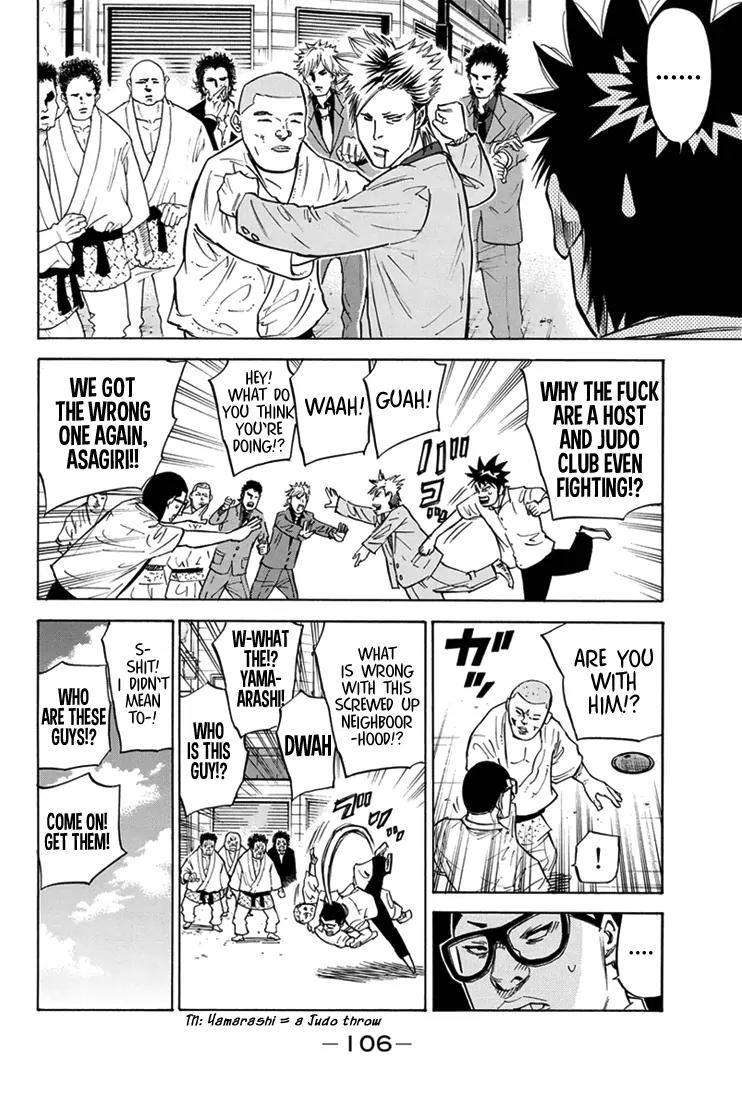 .......
WHY THE FUCK
ARE A HOST
AND JUDO
CLUB EVEN
FIGHTING!?
GUAH!
WAAH!
HEY!
WHAT DO
YOU THINK
YOU'RE
DOING!?
WE GOT
THE WRONG
ONE AGAIN,
ASAGIRI!!
ARE YOU
WITH
HIM!?
ガッ
!
....
WHAT
IS WRONG
WITH THIS
SCREWED UP
NEIGHBOOR
-HOOD!?
W-WHAT
THE!?
YAMA-
ARASHI!
DWAH
WHO
IS THIS
GUY!?
S-
SHIT!
I DIDN'T
MEAN
TO-!
WHO
ARE THESE
GUYS!?
COME ON!
GET THEM!
TN: Yamarashi = a Judo throw
-106-